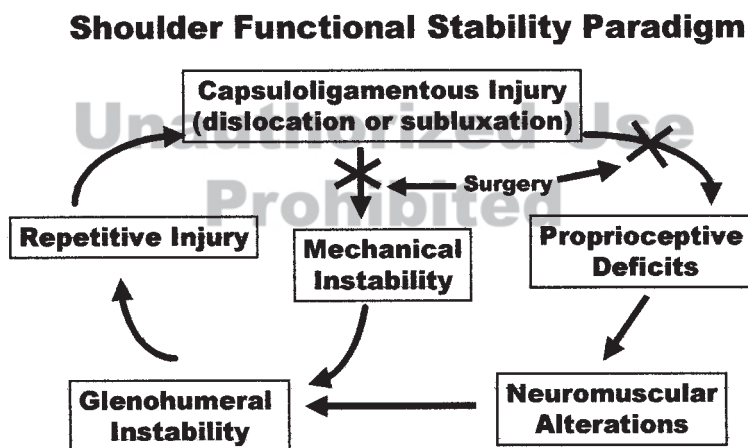 Shoulder Functional Stability Paradigm
Capsuloligamentous Injury
(dislocation or subluxation)
Unauthorized Use
Prohibited
Surgery
Repetitive Injury
Mechanical
Instability
Proprioceptive
Deficits
Glenohumeral
Instability
Neuromuscular
Alterations